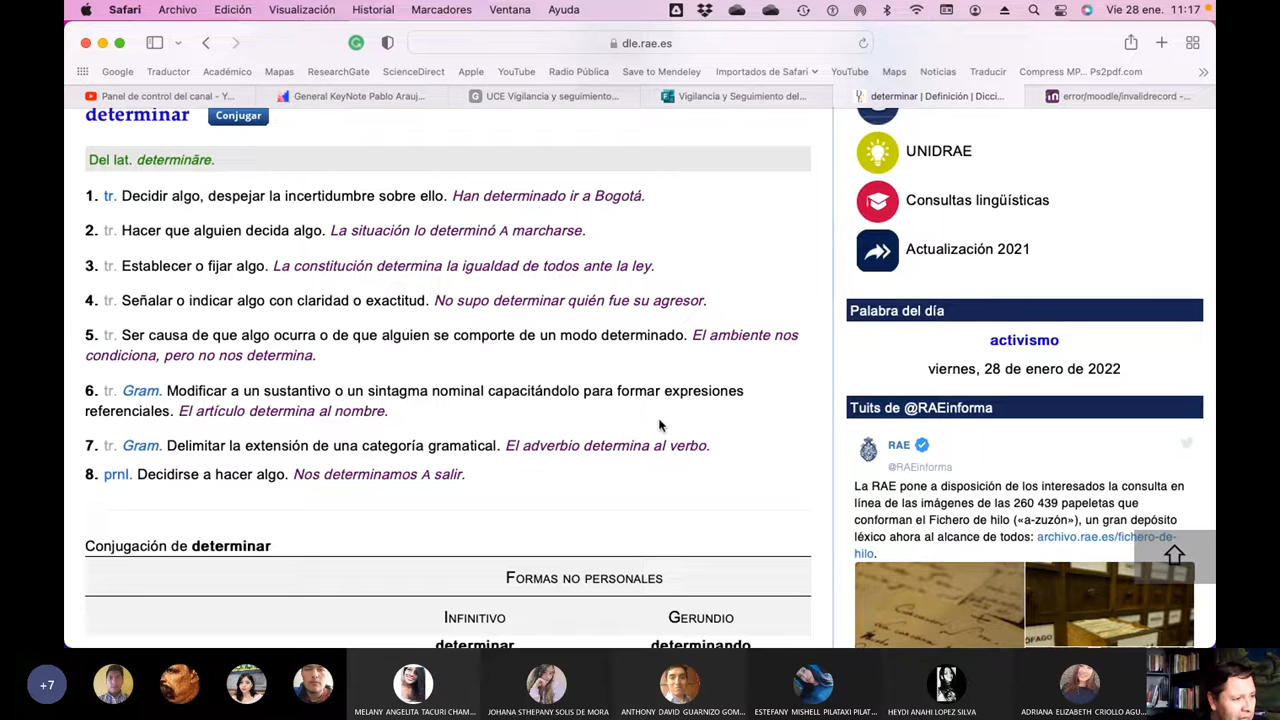 Safari Archivo Edición Visualización Historial Marcadores Ventana Ayuda Vie 28 ene. 11:17
dle.rae.es
Google Traductor Académico Mapas ResearchGate ScienceDirect Apple YouTube Radio Pública Save to Mendeley Importados de Safari YouTube Maps Noticias Traducir Compress MP... Ps2pdf.com
Panel de control del canal - Y... General KeyNote Pablo Arauj... UCE Vigilancia y seguimiento... Vigilancia y Seguimiento del... determinar | Definición | Dicci... error/moodle/invalidrecord -...
determinar Conjugar
Del lat. determināre.
1. tr. Decidir algo, despejar la incertidumbre sobre ello. Han determinado ir a Bogotá.
2. tr. Hacer que alguien decida algo. La situación lo determinó A marcharse.
3. tr. Establecer o fijar algo. La constitución determina la igualdad de todos ante la ley.
4. tr. Señalar o indicar algo con claridad o exactitud. No supo determinar quién fue su agresor.
5. tr. Ser causa de que algo ocurra o de que alguien se comporte de un modo determinado. El ambiente nos
condiciona, pero no nos determina.
6. tr. Gram. Modificar a un sustantivo o un sintagma nominal capacitándolo para formar expresiones
referenciales. El artículo determina al nombre.
7. tr. Gram. Delimitar la extensión de una categoría gramatical. El adverbio determina al verbo.
8. prnl. Decidirse a hacer algo. Nos determinamos A salir.
Conjugación de determinar
FORMAS NO PERSONALES
INFINITIVO GERUNDIO
determinar determinando
UNIDRAE
Consultas lingüísticas
Actualización 2021
Palabra del día
activismo
viernes, 28 de enero de 2022
Tuits de @RAEinforma
RAE
@RAEinforma
La RAE pone a disposición de los interesados la consulta en
línea de las imágenes de las 260 439 papeletas que
conforman el Fichero de hilo («a-zuzón»), un gran depósito
léxico ahora al alcance de todos: archivo.rae.es/fichero-de-
hilo.
ÓFAGO
+7
MELANY ANGELITA TACURI CHAM... JOHANA STHEPANY SOLIS DE MORA ANTHONY DAVID GUARNIZO GOM... ESTEFANY MISHELL PILATAXI PILAT... HEYDI ANAHI LOPEZ SILVA ADRIANA ELIZABETH CRIOLLO AGU...